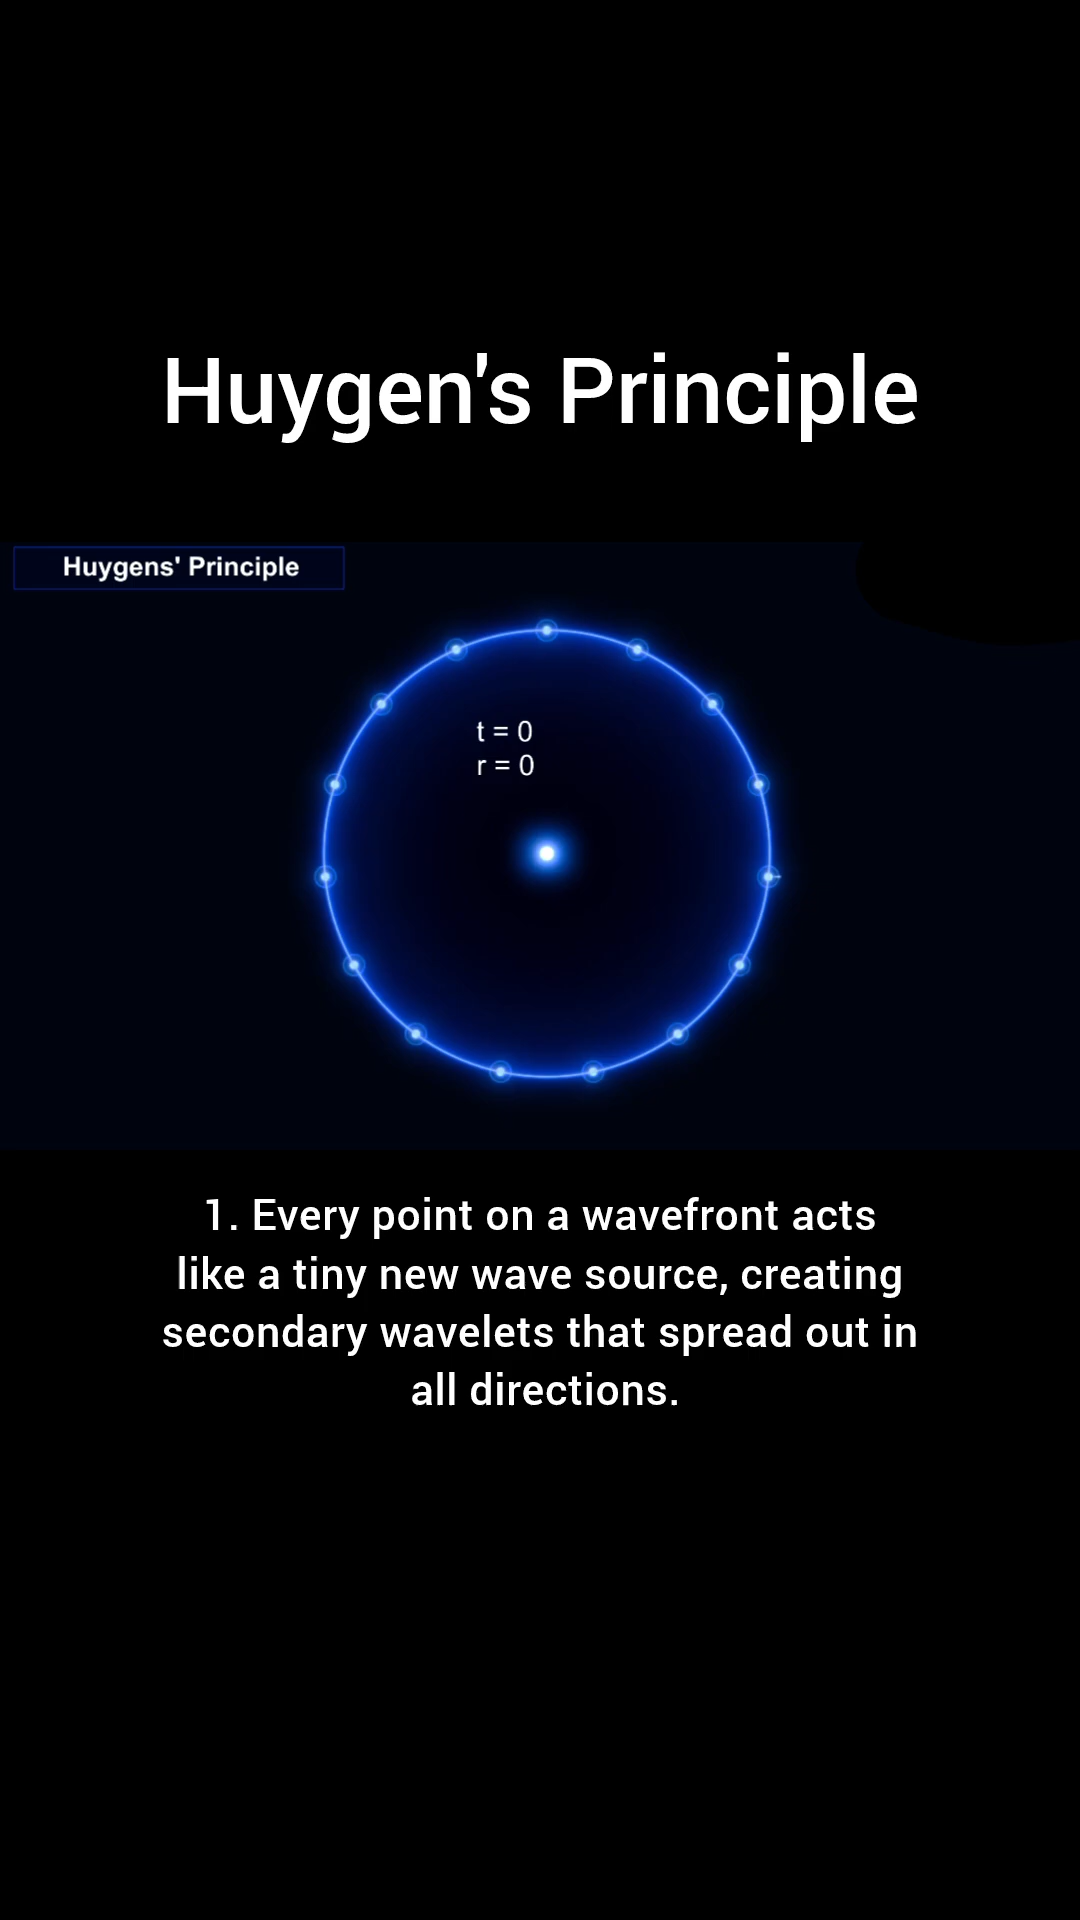 Huygen's Principle
Huygens' Principle
t = 0
r = 0
1. Every point on a wavefront acts
like a tiny new wave source, creating
secondary wavelets that spread out in
all directions.